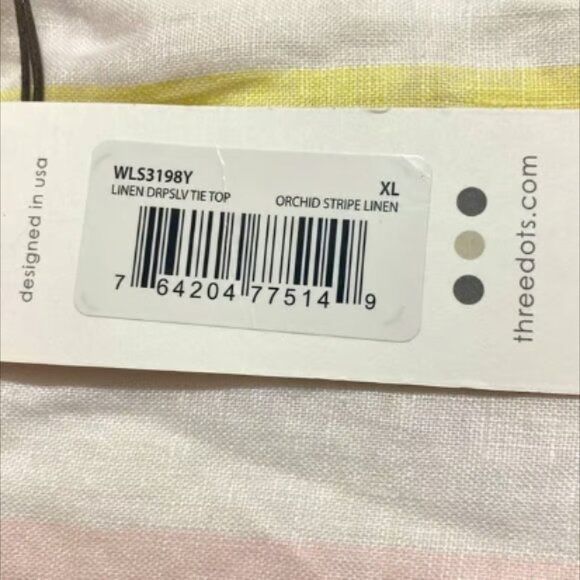 designed in usa
WLS3198Y XL
LINEN DRPSLV TIE TOP ORCHID STRIPE LINEN
7 64204 77514 9
threedots.com